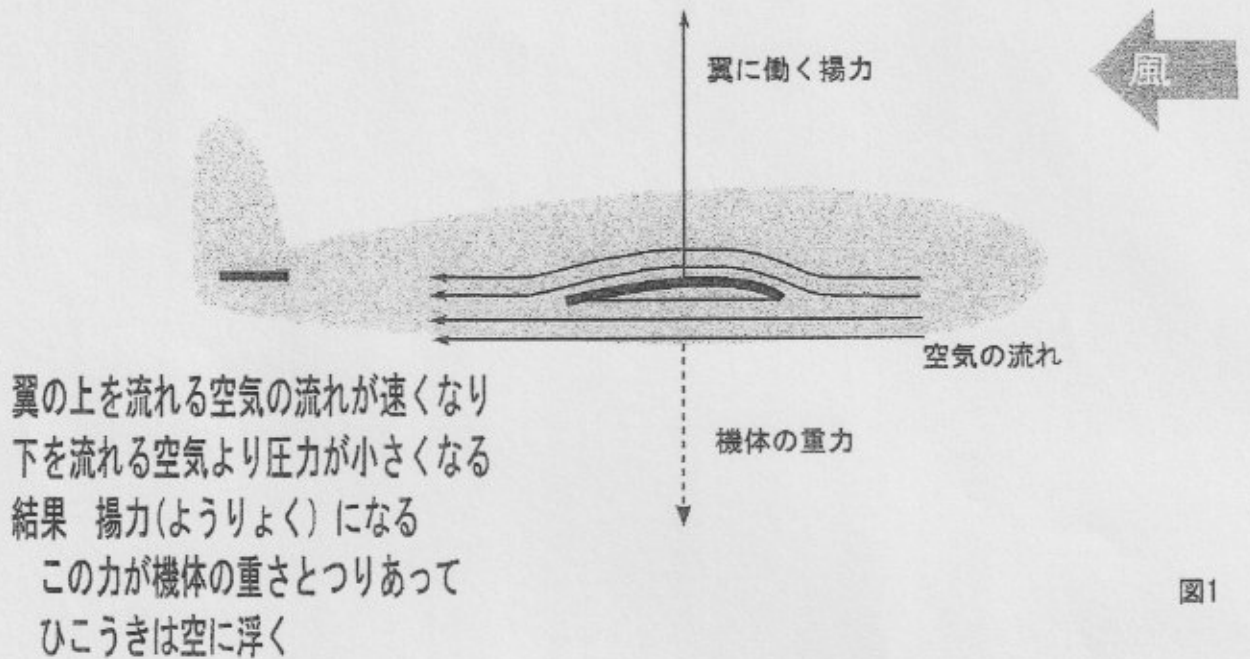 翼に働く揚力
風
空気の流れ
翼の上を流れる空気の流れが速くなり
下を流れる空気より圧力が小さくなる
結果　揚力(ようりょく)になる
この力が機体の重さとつりあって
ひこうきは空に浮く
機体の重力
図1